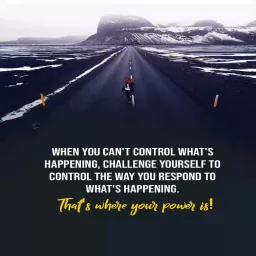 WHEN YOU CAN'T CONTROL WHAT'S
HAPPENING, CHALLENGE YOURSELF TO
CONTROL THE WAY YOU RESPOND TO
WHAT'S HAPPENING.
That's where your power is!